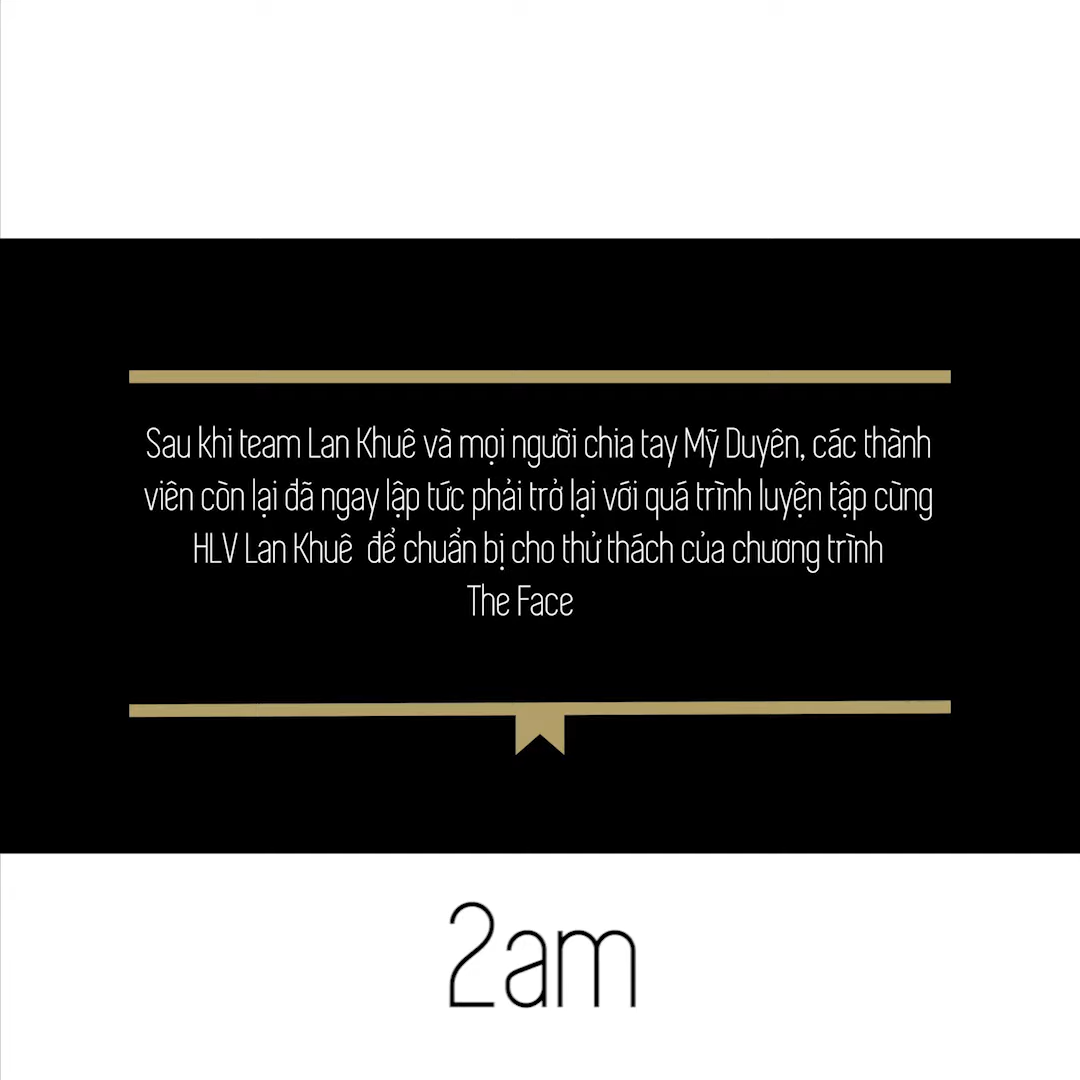 Sau khi team Lan Khuê và mọi người chia tay Mỹ Duyên, các thành
viên còn lại đã ngay lập tức phải trở lại với quá trình luyện tập cùng
HLV Lan Khuê  để chuẩn bị cho thử thách của chương trình
The Face
2am